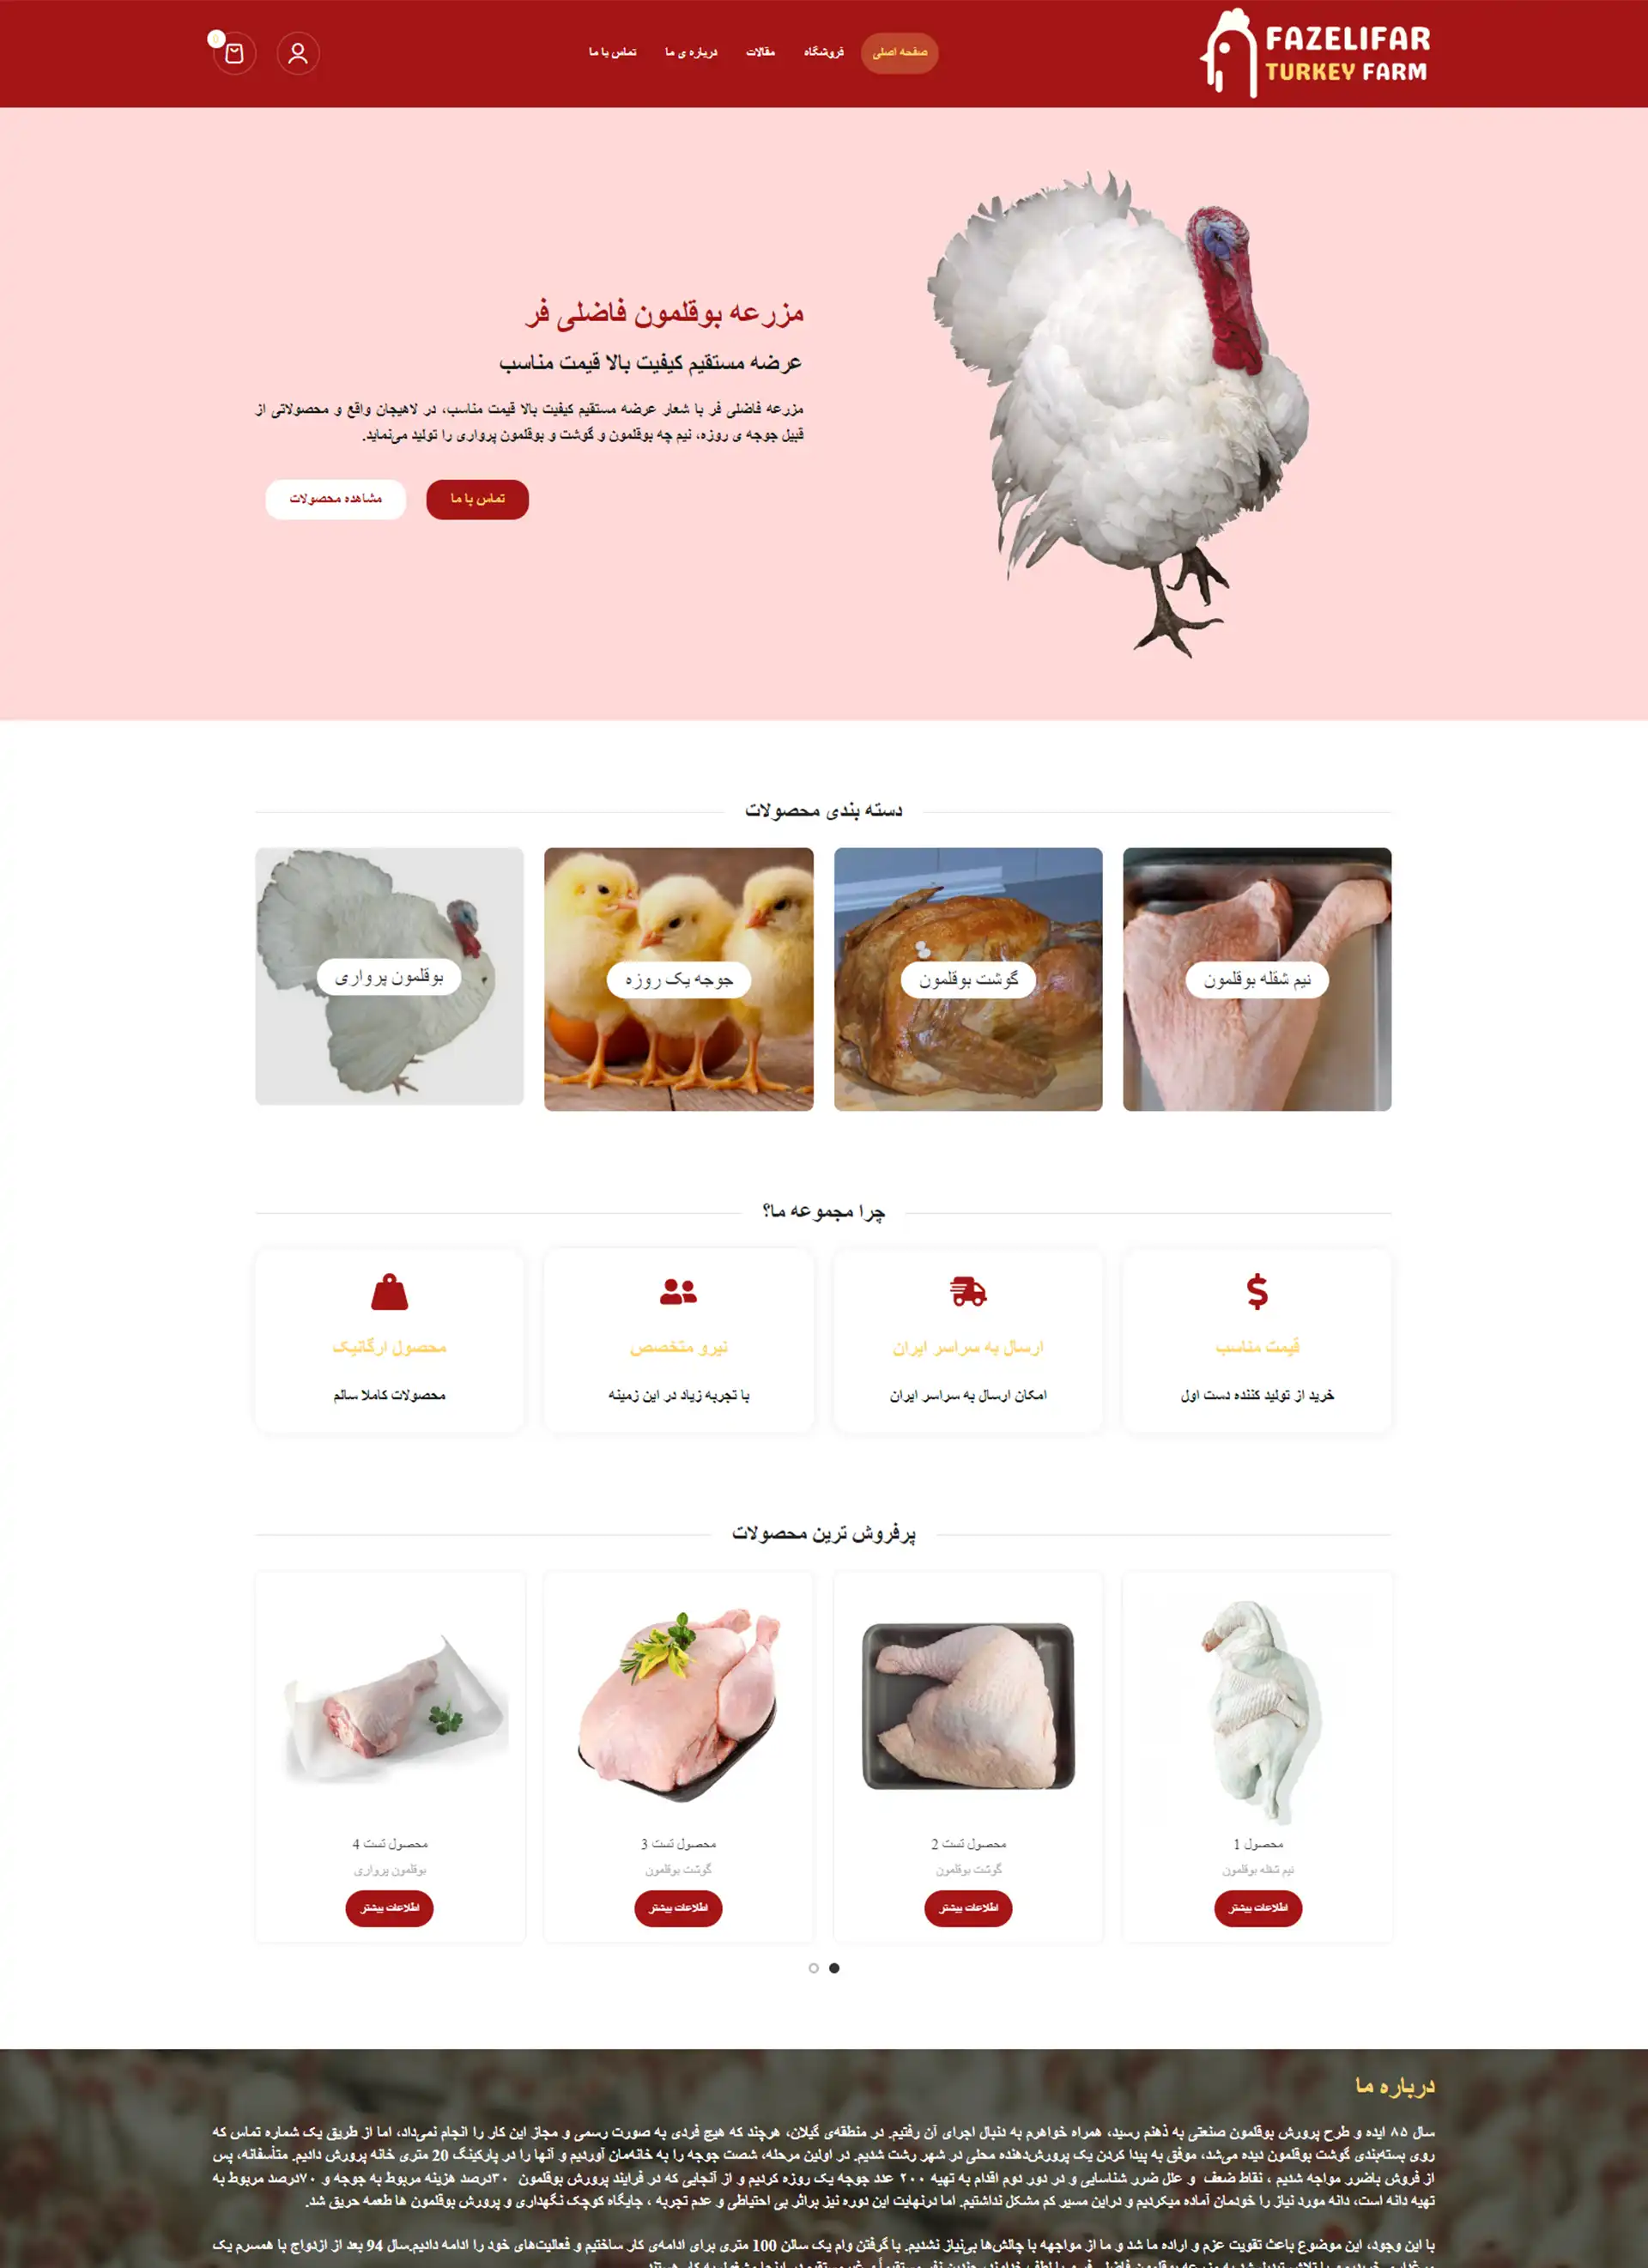 FAZELIFAR
TURKEY FARM
صفحه اصلی
فروشگاه
مقالات
درباره ی ما
تماس با ما
0
مزرعه بوقلمون فاضلی فر
عرضه مستقیم کیفیت بالا قیمت مناسب
مزرعه فاضلی فر با شعار عرضه مستقیم کیفیت بالا قیمت مناسب، در لاهیجان واقع و محصولاتی از
قبیل جوجه ی روزه، نیم چه بوقلمون و گوشت و بوقلمون پرواری را تولید می‌نماید.
تماس با ما
مشاهده محصولات
دسته بندی محصولات
نیم شقله بوقلمون
گوشت بوقلمون
جوجه یک روزه
بوقلمون پرواری
چرا مجموعه ما؟
قیمت مناسب
خرید از تولید کننده دست اول
ارسال به سراسر ایران
امکان ارسال به سراسر ایران
نیرو متخصص
با تجربه زیاد در این زمینه
محصول ارگانیک
محصولات کاملا سالم
پرفروش ترین محصولات
محصول 1
نیم شقله بوقلمون
اطلاعات بیشتر
محصول تست 2
گوشت بوقلمون
اطلاعات بیشتر
محصول تست 3
گوشت بوقلمون
اطلاعات بیشتر
محصول تست 4
بوقلمون پرواری
اطلاعات بیشتر
درباره ما
سال ۸۵ ایده و طرح پرورش بوقلمون صنعتی به ذهنم رسید، همراه خواهرم به دنبال اجرای آن رفتیم. در منطقه‌ی گیلان، هرچند که هیچ فردی به صورت رسمی و مجاز این کار را انجام نمی‌داد، اما از طریق یک شماره تماس که
روی بسته‌بندی گوشت بوقلمون دیده می‌شد، موفق به پیدا کردن یک پرورش‌دهنده محلی در شهر رشت شدیم. در اولین مرحله، شصت جوجه را به خانه‌مان آوردیم و آنها را در پارکینگ 20 متری خانه پرورش دادیم. متأسفانه، پس
از فروش باضرر مواجه شدیم ، نقاط ضعف و علل ضرر شناسایی و در دور دوم اقدام به تهیه ۲۰۰ عدد جوجه یک روزه کردیم و از آنجایی که در فرایند پرورش بوقلمون ۳۰درصد هزینه مربوط به جوجه و ۷۰درصد مربوط به
تهیه دانه است، دانه مورد نیاز را خودمان آماده میکردیم و دراین مسیر کم مشکل نداشتیم. اما درنهایت این دوره نیز براثر بی احتیاطی و عدم تجربه ، جایگاه کوچک نگهداری و پرورش بوقلمون ها طعمه حریق شد.
با این وجود، این موضوع باعث تقویت عزم و اراده ما شد و ما از مواجهه با چالش‌ها بی‌نیاز نشدیم. با گرفتن وام یک سالن 100 متری برای ادامه‌ی کار ساختیم و فعالیت‌های خود را ادامه دادیم.سال 94 بعد از ازدواج با همسرم یک